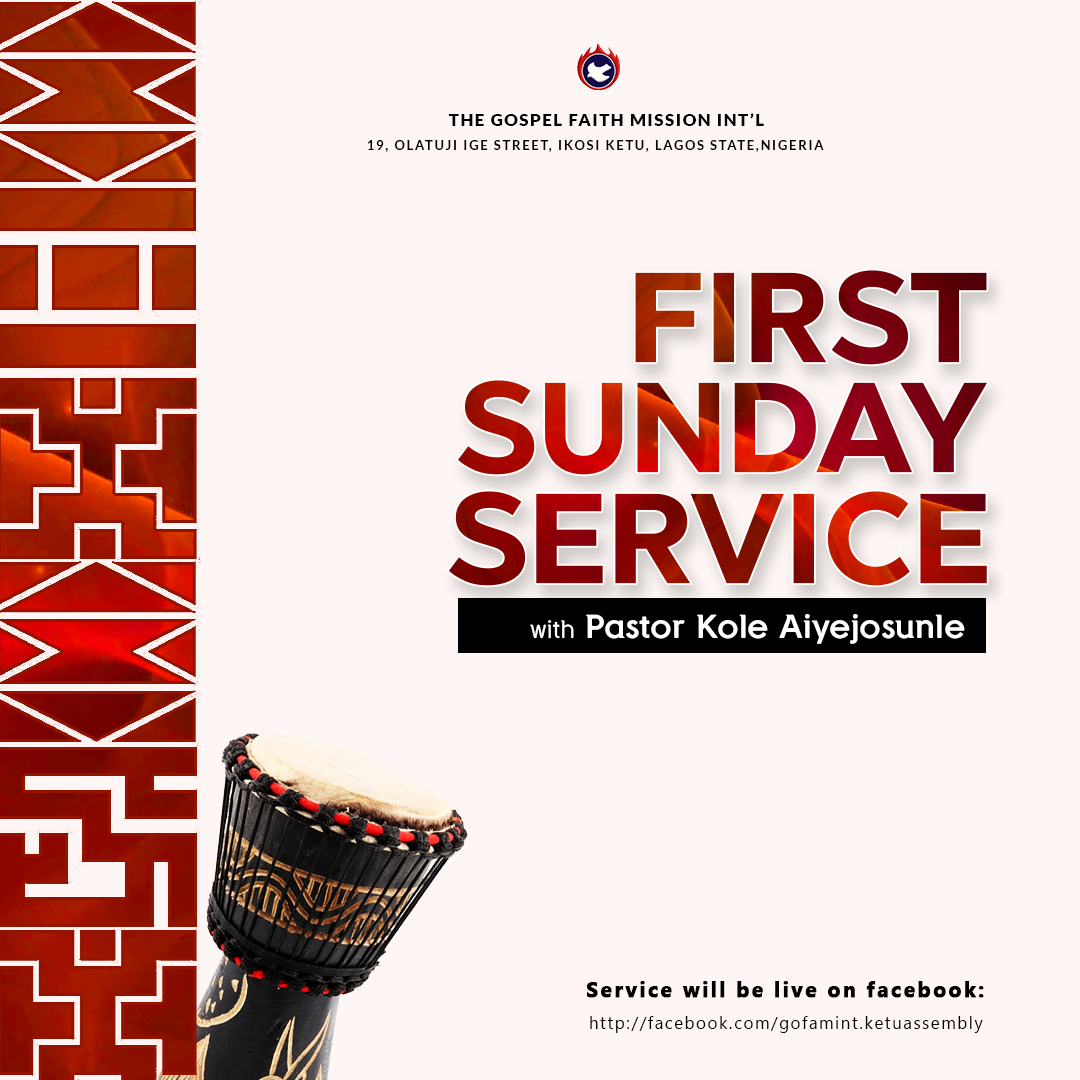 THE GOSPEL FAITH MISSION INT'L
19, OLATUJI IGE STREET, IKOSI KETU, LAGOS STATE,NIGERIA
FIRST
SUNDAY
SERVICE
with Pastor Kole Aiyejosunle
Service will be live on facebook:
http://facebook.com/gofamint.ketuassembly